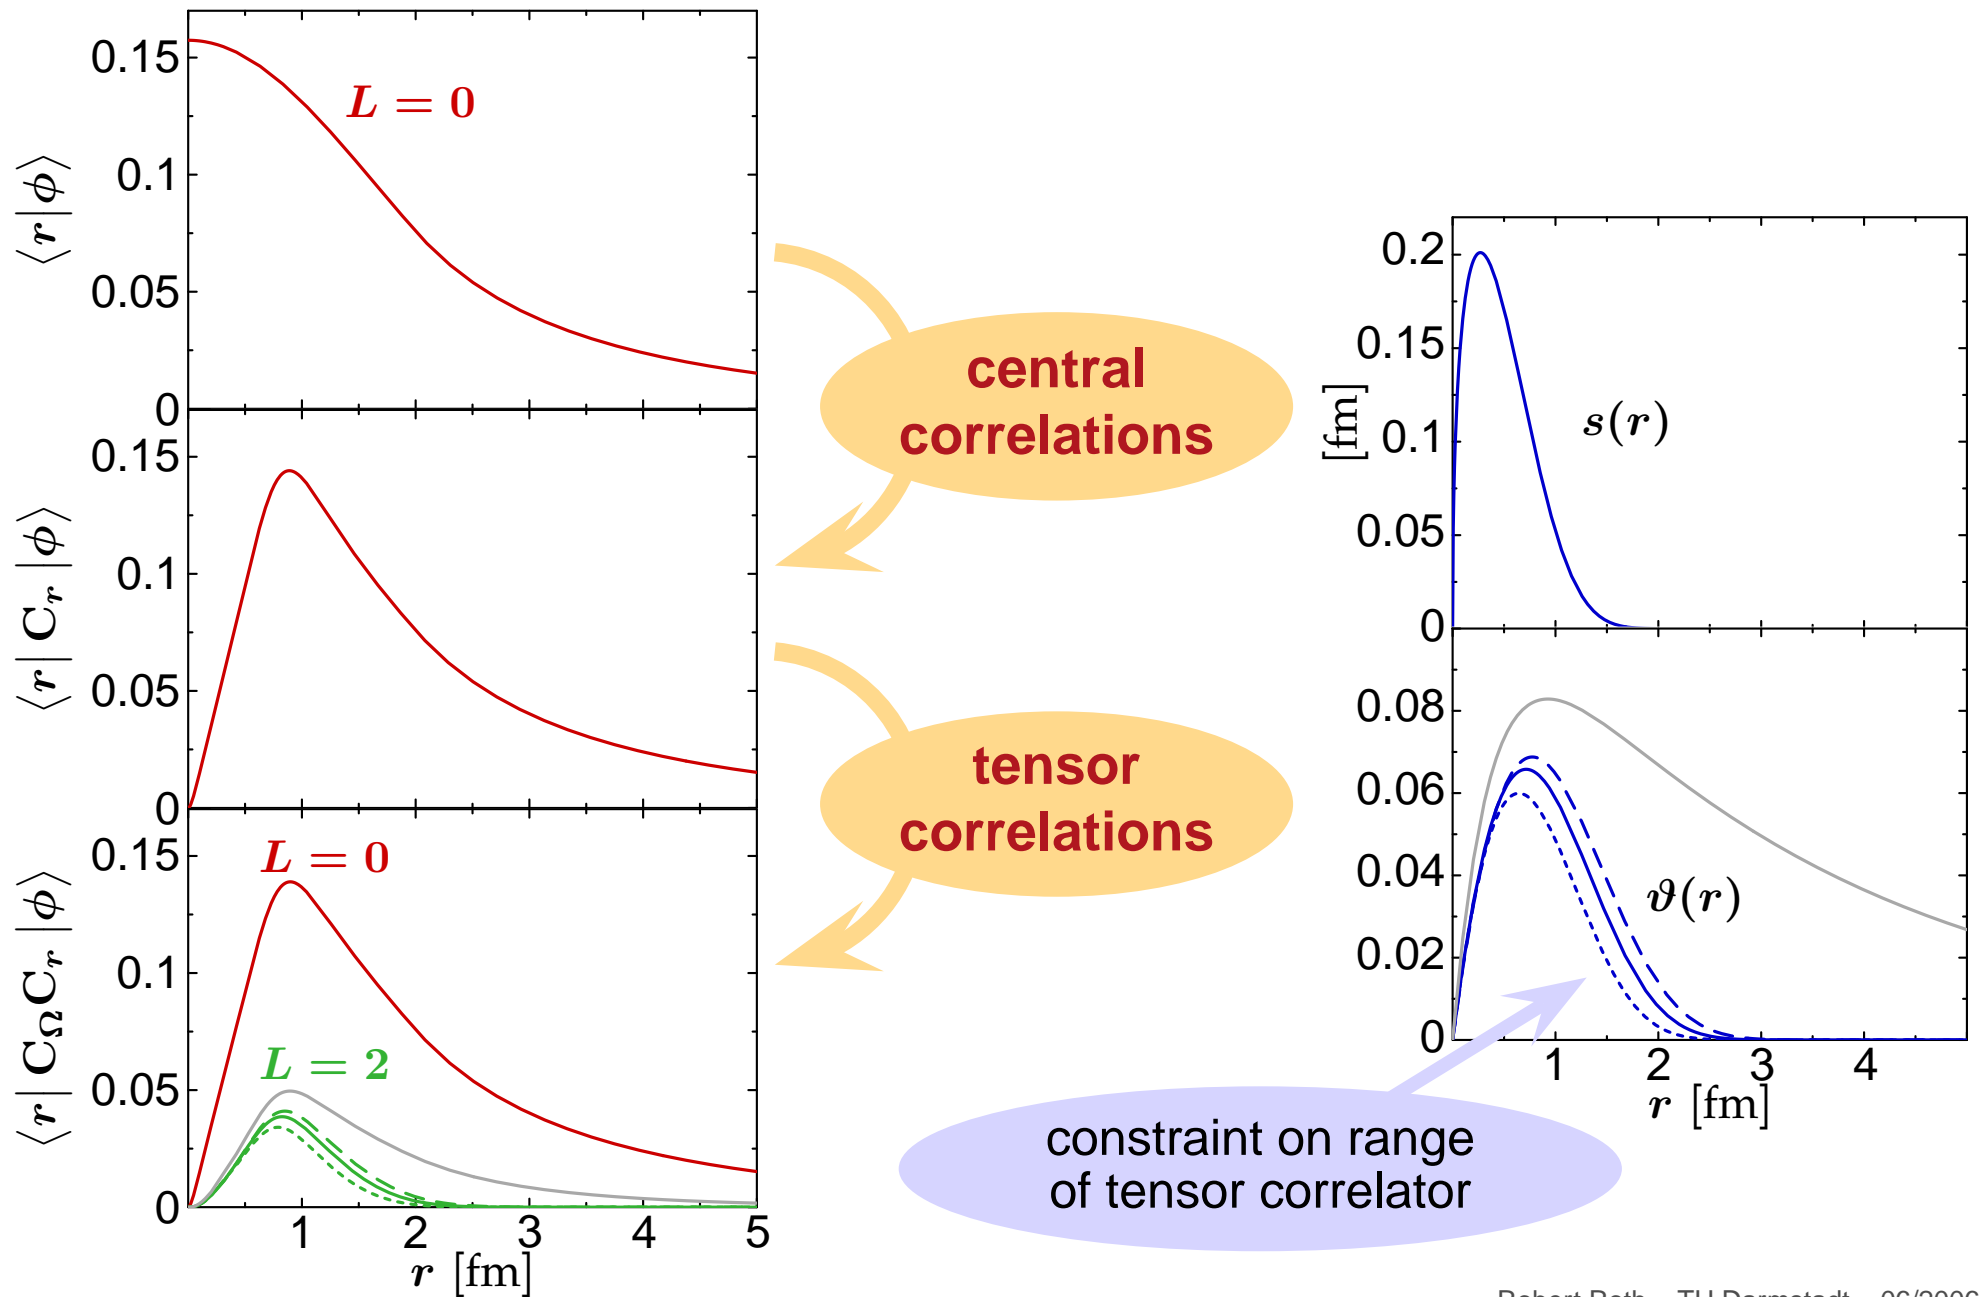 ⟨r|ϕ⟩
0.15
0.1
0.05
0
L = 0
⟨r| C_r |ϕ⟩
0.15
0.1
0.05
0
⟨r| C_Ω C_r |ϕ⟩
0.15
0.1
0.05
0
L = 0
L = 2
1 2 3 4 5
r [fm]
central
correlations
tensor
correlations
[fm]
0.2
0.15
0.1
0.05
0
s(r)
0.08
0.06
0.04
0.02
0
ϑ(r)
1 2 3 4
r [fm]
constraint on range
of tensor correlator